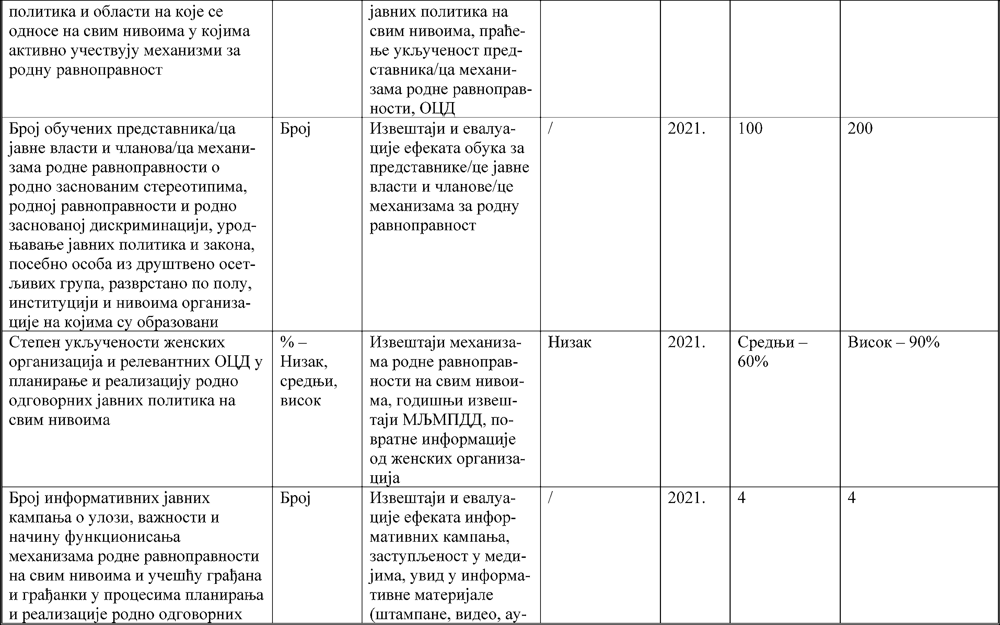 политика и области на које се
односе на свим нивоима у којима
активно учествују механизми за
родну равноправност
јавних политика на
свим нивоима, праће-
ње укљученост пред-
ставника/ца механи-
зама родне равноправ-
ности, ОЦД
Број обучених представника/ца
јавне власти и чланова/ца механи-
зама родне равноправности о
родно заснованим стереотипима,
родној равноправности и родно
заснованој дискриминацији, урод-
њавање јавних политика и закона,
посебно особа из друштвено осет-
љивих група, разврстано по полу,
институцији и нивоима организа-
ције на којима су образовани
Број
Извештаји и евалуа-
ције ефеката обука за
представнике/це јавне
власти и чланове/це
механизама за родну
равноправност
/
2021.
100
200
Степен укључености женских
организација и релевантних ОЦД у
планирање и реализацију родно
одговорних јавних политика на
свим нивоима
% –
Низак,
средњи,
висок
Извештаји механиза-
ма родне равноправ-
ности на свим нивои-
ма, годишњи извеш-
таји МЉМПДД, по-
вратне информације
од женских организа-
ција
Низак
2021.
Средњи –
60%
Висок – 90%
Број информативних јавних
кампања о улози, важности и
начину функционисања
механизама родне равноправности
на свим нивоима и учешћу грађана
и грађанки у процесима планирања
и реализације родно одговорних
Број
Извештаји и евалуа-
ције ефеката инфор-
мативних кампања,
заступљеност у меди-
јима, увид у информа-
тивне материјале
(штампане, видео, ау-
/
2021.
4
4